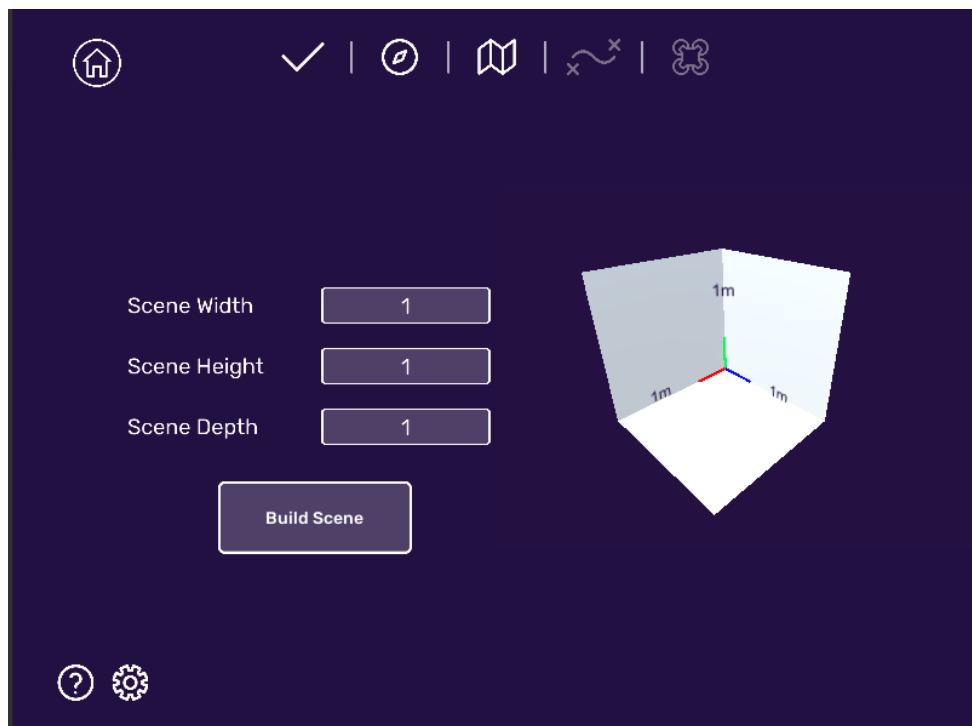 Scene Width 1
Scene Height 1
Scene Depth 1
Build Scene
1m
1m
1m
?